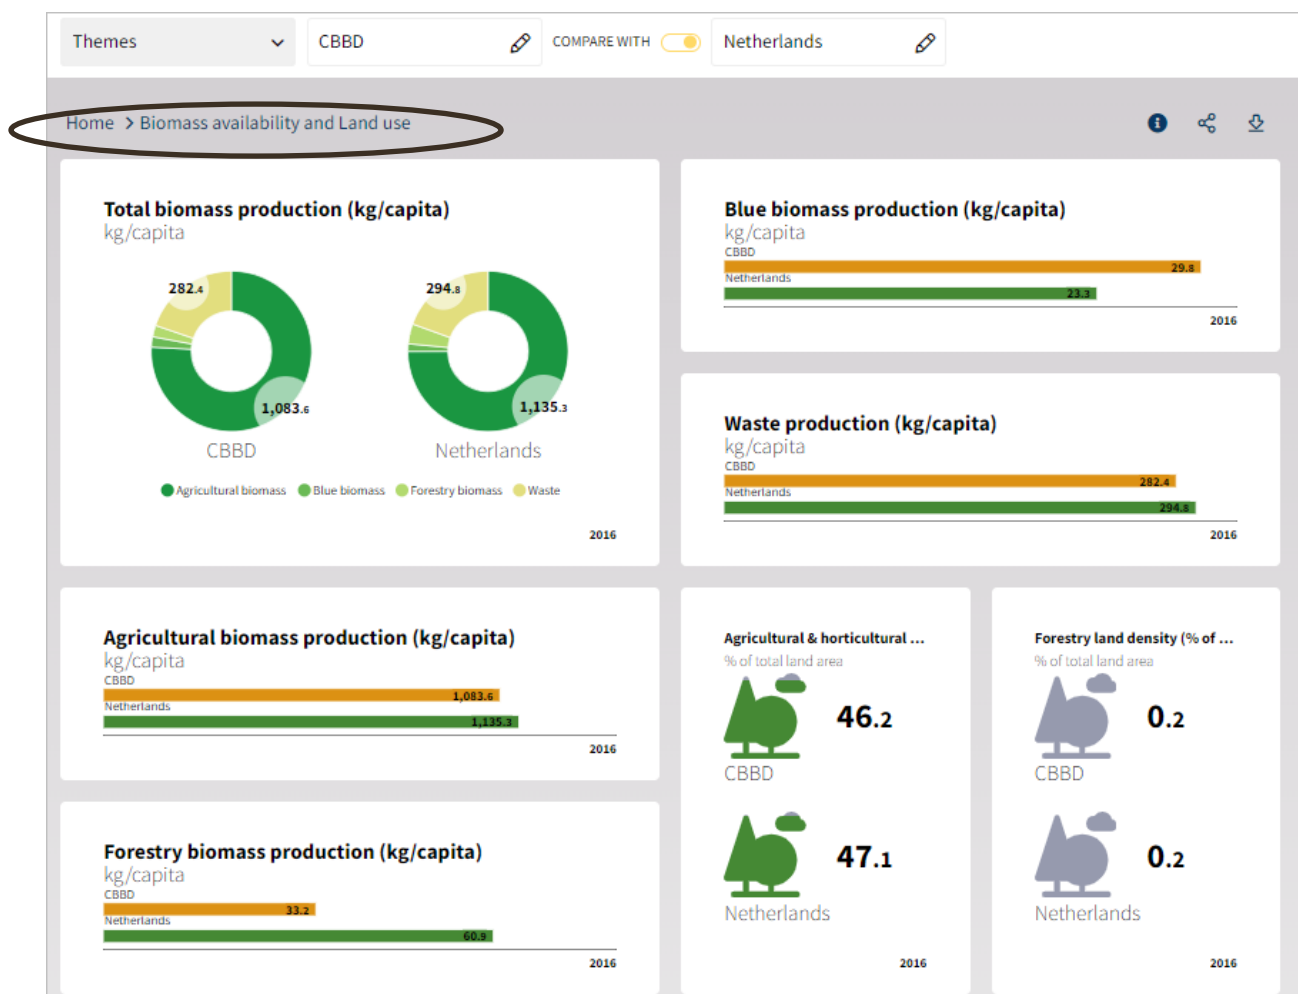 Themes CBBD COMPARE WITH Netherlands
Home > Biomass availability and Land use
Total biomass production (kg/capita)
kg/capita
282.4
1,083.6
CBBD
294.8
1,135.3
Netherlands
Agricultural biomass Blue biomass Forestry biomass Waste
2016
Blue biomass production (kg/capita)
kg/capita
CBBD
29.8
Netherlands
23.3
2016
Waste production (kg/capita)
kg/capita
CBBD
282.4
Netherlands
294.8
2016
Agricultural biomass production (kg/capita)
kg/capita
CBBD
1,083.6
Netherlands
1,135.3
2016
Agricultural & horticultural ...
% of total land area
46.2
CBBD
47.1
Netherlands
2016
Forestry land density (% of ...
% of total land area
0.2
CBBD
0.2
Netherlands
2016
Forestry biomass production (kg/capita)
kg/capita
CBBD
33.2
Netherlands
60.9
2016